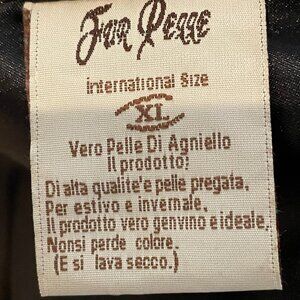 Fur Pelle
international Size
XL
Vero Pelle Di Agniello
Il prodotto!
Di alta qualite'e pelle pregata.
Per estivo e invernale.
Il prodotto vero genvino e ideale.
Nonsi perde colore.
(E si lava secco.)